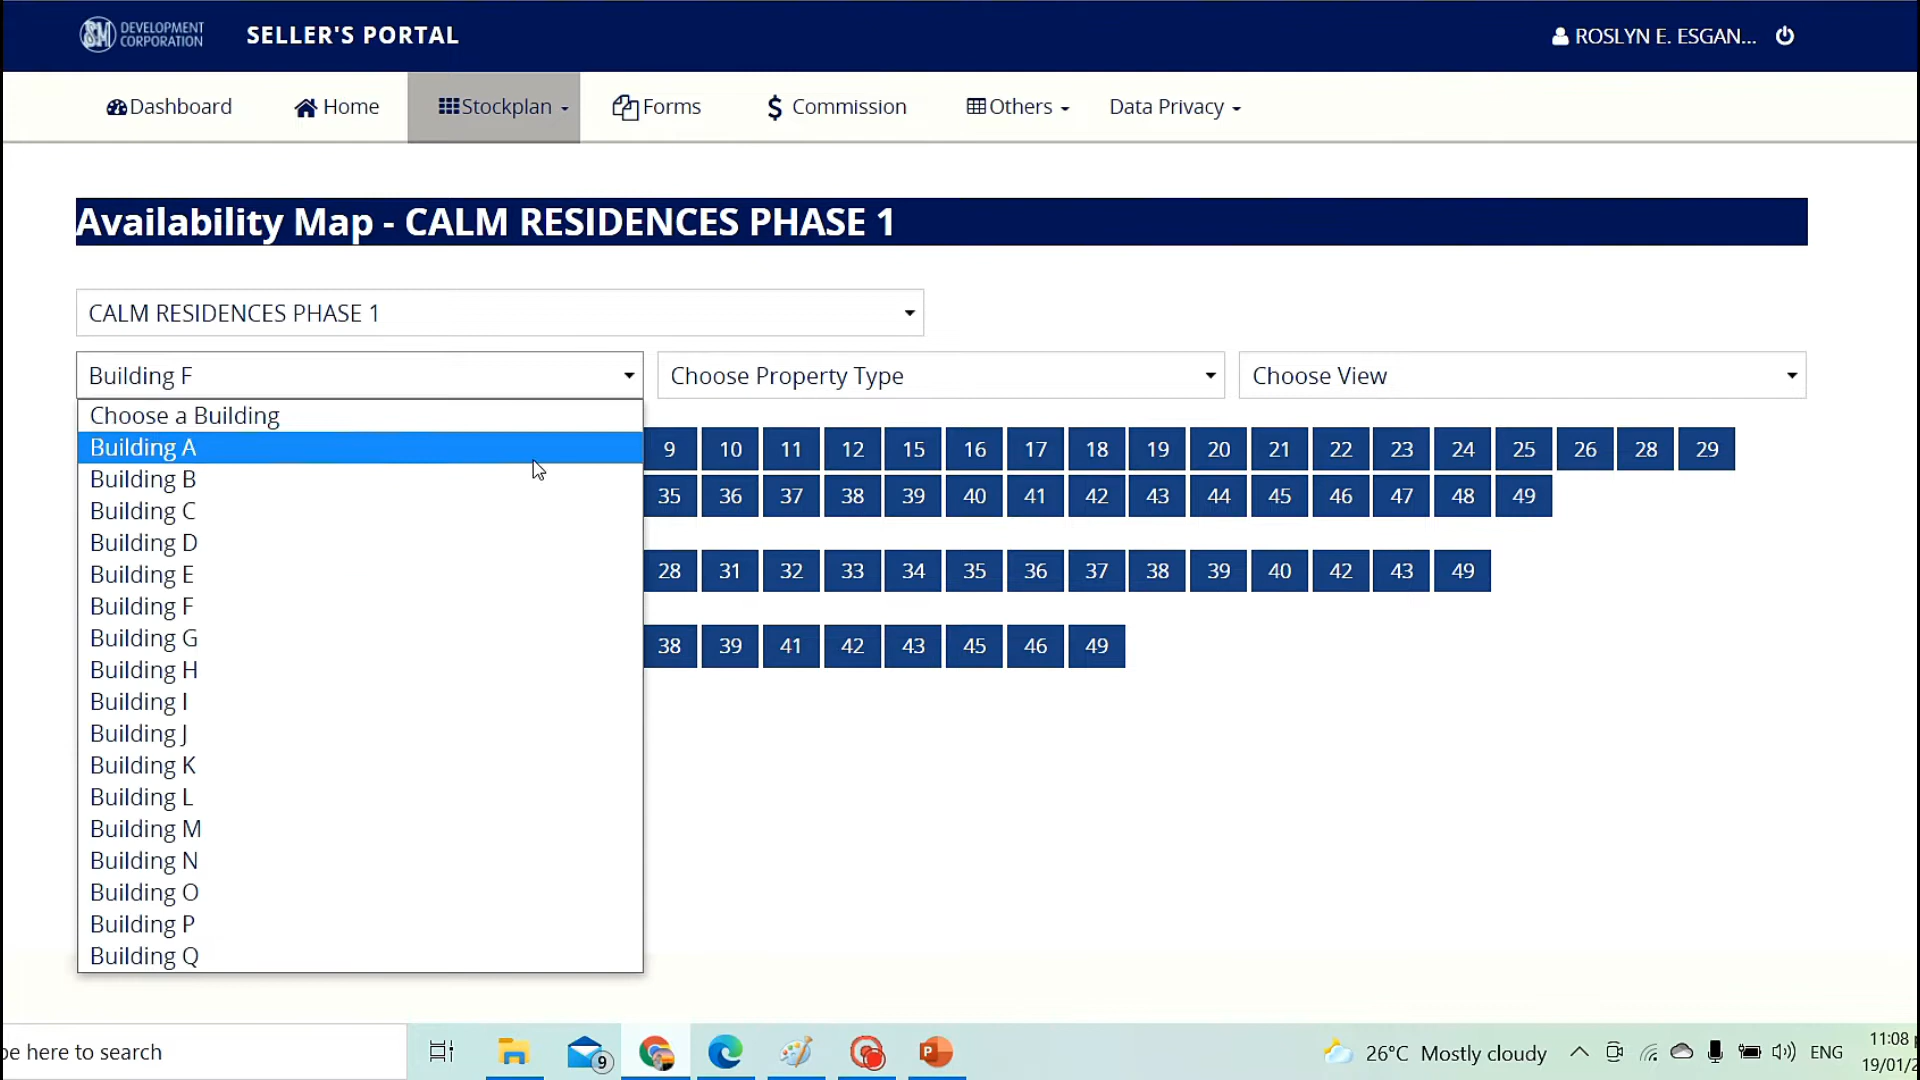 SM DEVELOPMENT CORPORATION SELLER'S PORTAL ROSLYN E. ESGAN...
Dashboard Home Stockplan Forms $ Commission Others Data Privacy
Availability Map - CALM RESIDENCES PHASE 1
CALM RESIDENCES PHASE 1
Building F Choose Property Type Choose View
Choose a Building
Building A
Building B
Building C
Building D
Building E
Building F
Building G
Building H
Building I
Building J
Building K
Building L
Building M
Building N
Building O
Building P
Building Q
9 10 11 12 15 16 17 18 19 20 21 22 23 24 25 26 28 29
35 36 37 38 39 40 41 42 43 44 45 46 47 48 49
28 31 32 33 34 35 36 37 38 39 40 42 43 49
38 39 41 42 43 45 46 49
pe here to search 9 26°C Mostly cloudy ENG 11:08
19/01/2